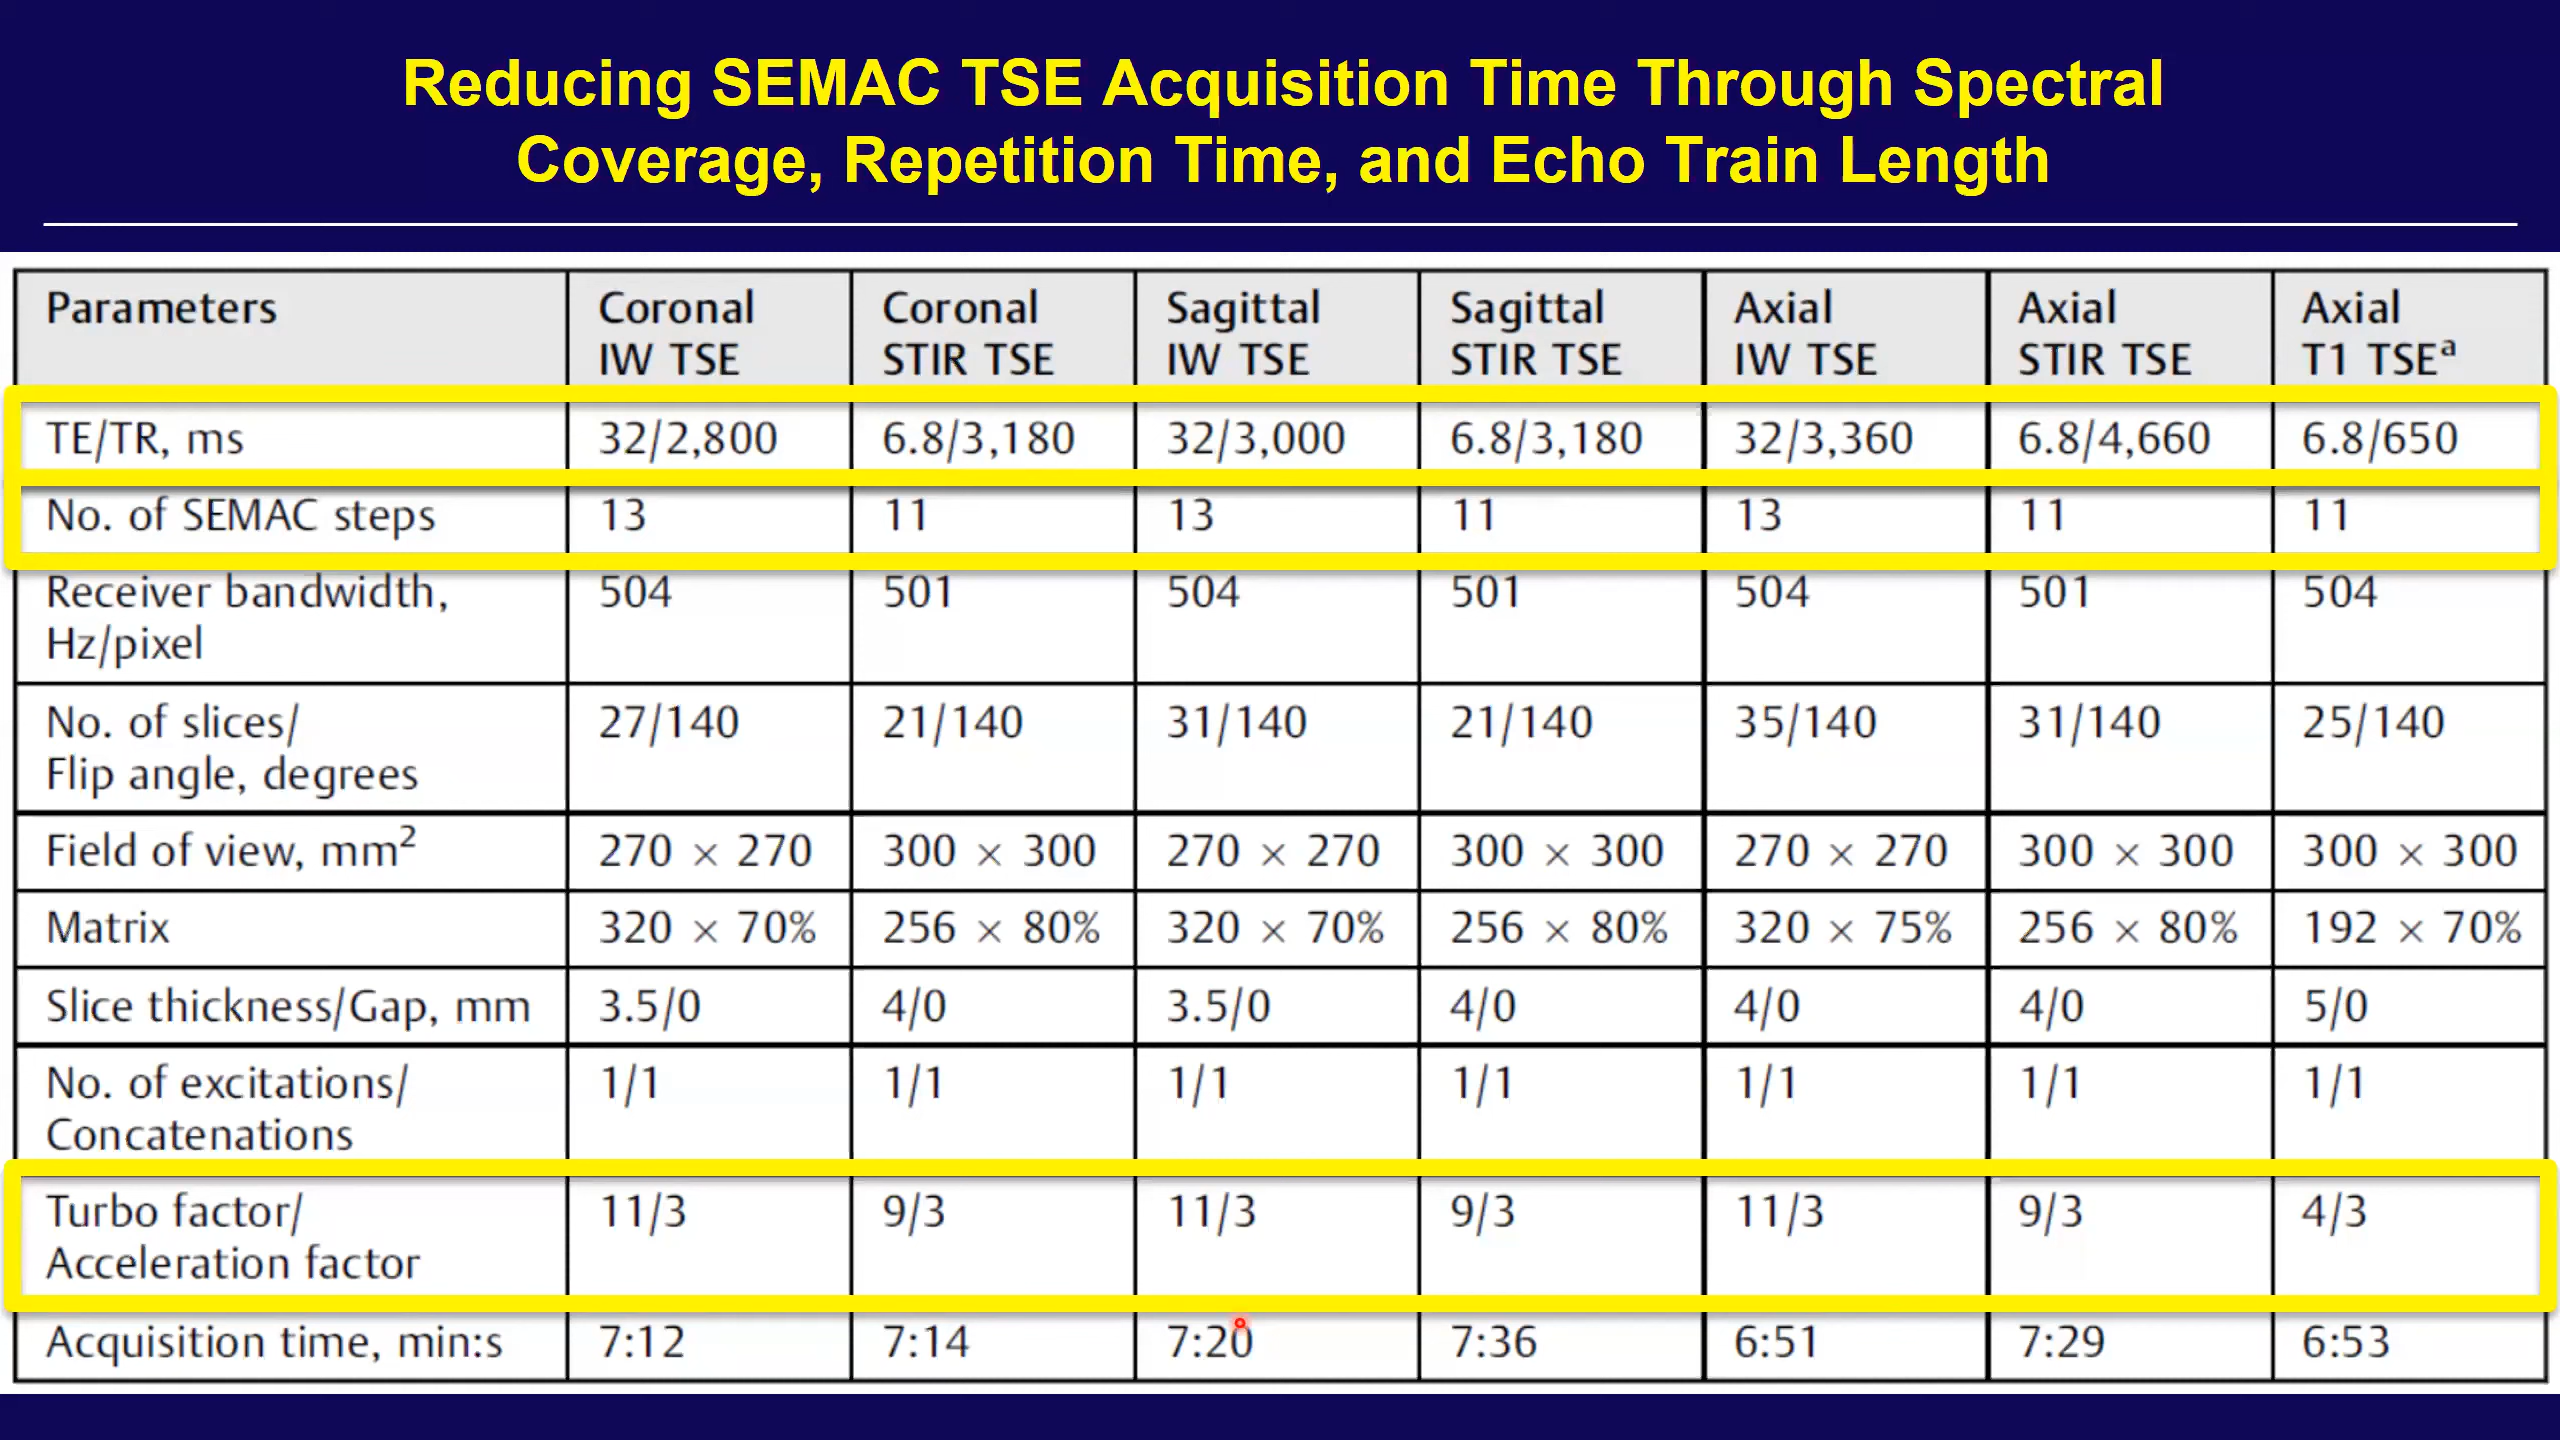 Reducing SEMAC TSE Acquisition Time Through Spectral
Coverage, Repetition Time, and Echo Train Length
Parameters Coronal IW TSE Coronal STIR TSE Sagittal IW TSE Sagittal STIR TSE Axial IW TSE Axial STIR TSE Axial T1 TSEª
TE/TR, ms 32/2,800 6.8/3,180 32/3,000 6.8/3,180 32/3,360 6.8/4,660 6.8/650
No. of SEMAC steps 13 11 13 11 13 11 11
Receiver bandwidth, Hz/pixel 504 501 504 501 504 501 504
No. of slices/ Flip angle, degrees 27/140 21/140 31/140 21/140 35/140 31/140 25/140
Field of view, mm² 270 × 270 300 × 300 270 × 270 300 × 300 270 × 270 300 × 300 300 × 300
Matrix 320 × 70% 256 × 80% 320 × 70% 256 × 80% 320 × 75% 256 × 80% 192 × 70%
Slice thickness/Gap, mm 3.5/0 4/0 3.5/0 4/0 4/0 4/0 5/0
No. of excitations/ Concatenations 1/1 1/1 1/1 1/1 1/1 1/1 1/1
Turbo factor/ Acceleration factor 11/3 9/3 11/3 9/3 11/3 9/3 4/3
Acquisition time, min:s 7:12 7:14 7:20 7:36 6:51 7:29 6:53